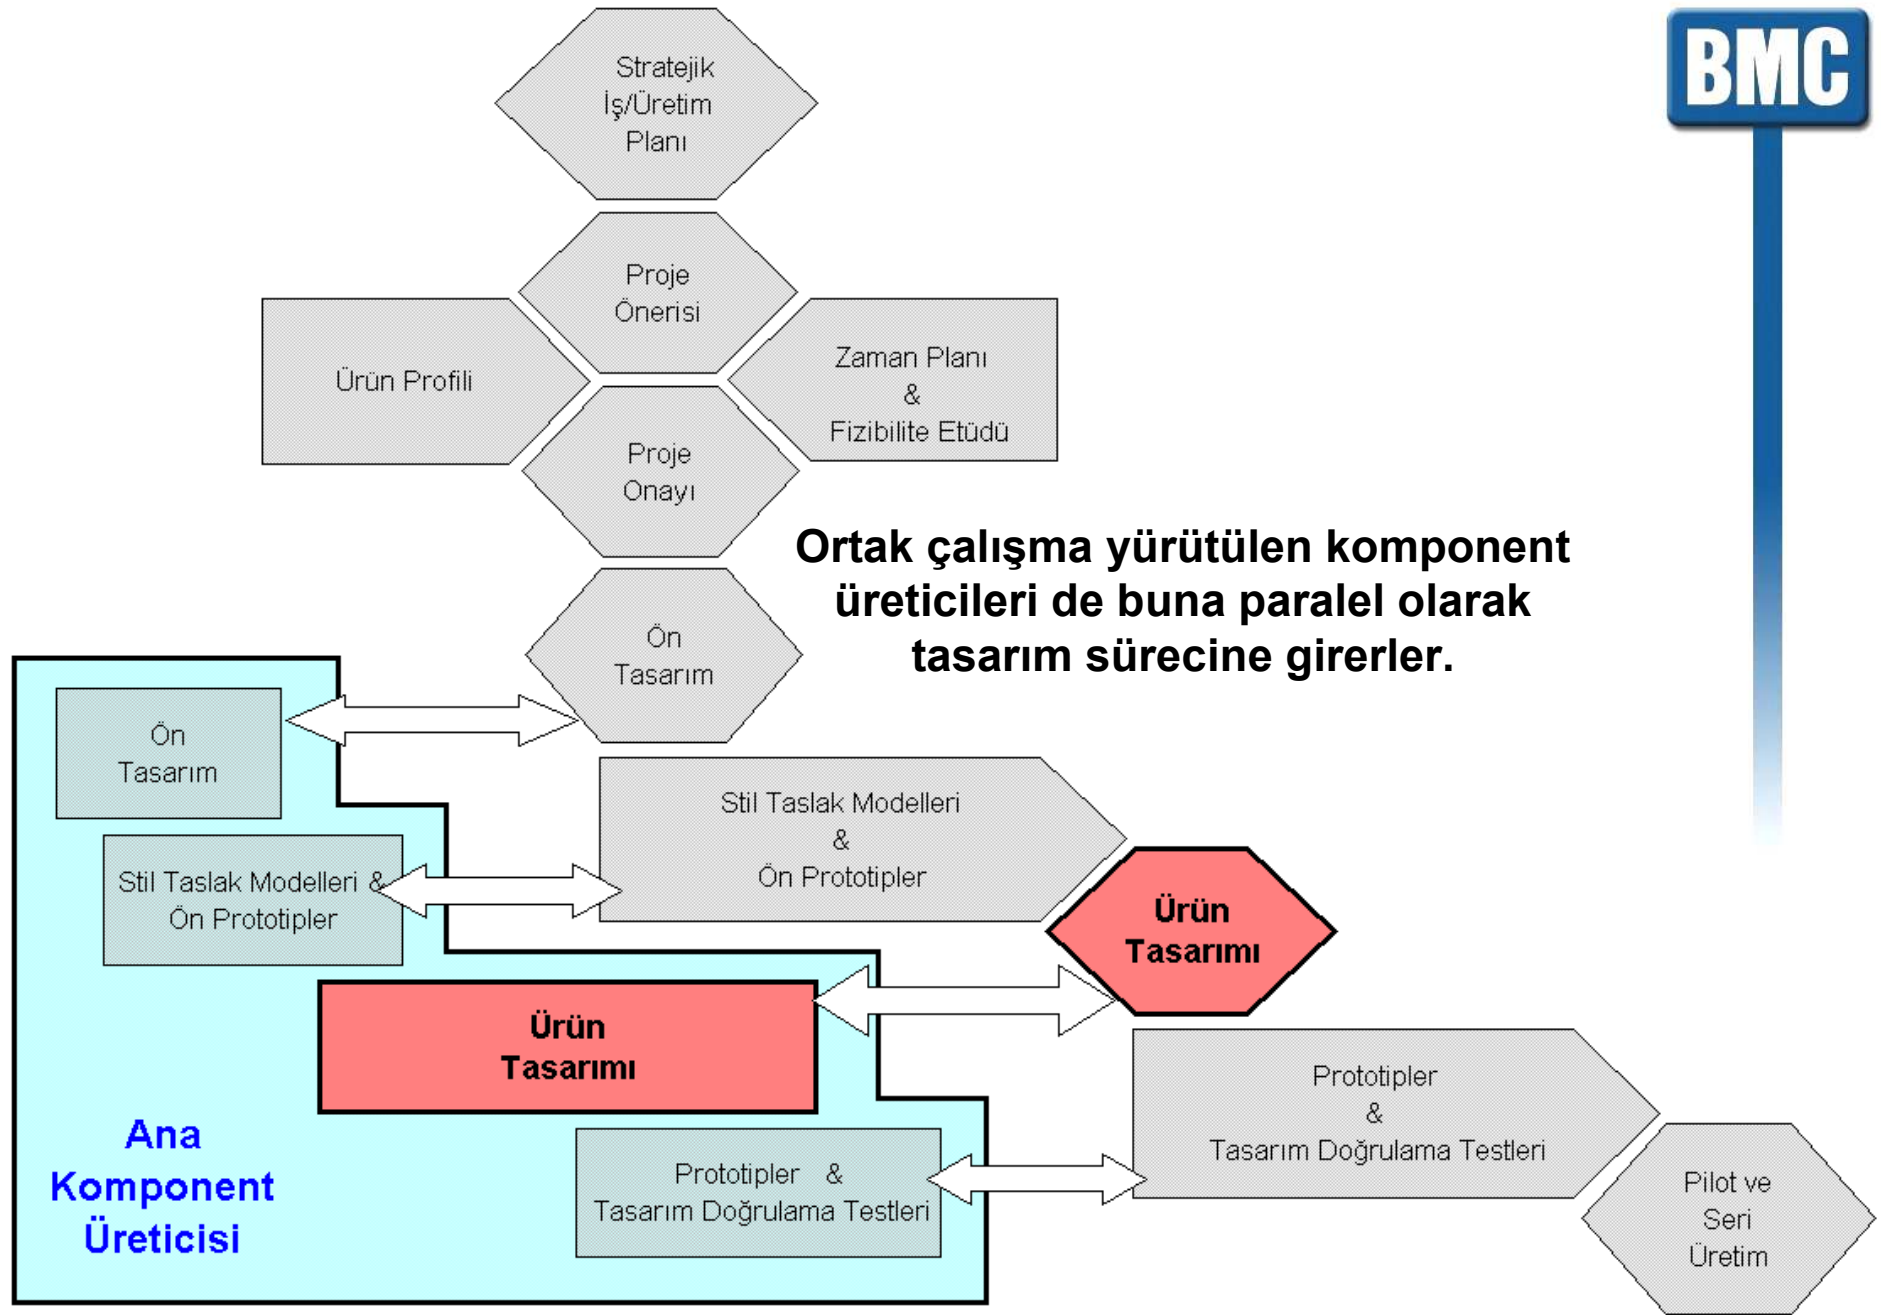 BMC
Stratejik
İş/Üretim
Planı
Proje
Önerisi
Ürün Profili
Zaman Planı
&
Fizibilite Etüdü
Proje
Onayı
Ortak çalışma yürütülen komponent
üreticileri de buna paralel olarak
tasarım sürecine girerler.
Ön
Tasarım
Ön
Tasarım
Stil Taslak Modelleri
&
Ön Prototipler
Stil Taslak Modelleri &
Ön Prototipler
Ürün
Tasarımı
Ürün
Tasarımı
Prototipler
&
Tasarım Doğrulama Testleri
Ana
Komponent
Üreticisi
Prototipler &
Tasarım Doğrulama Testleri
Pilot ve
Seri
Üretim